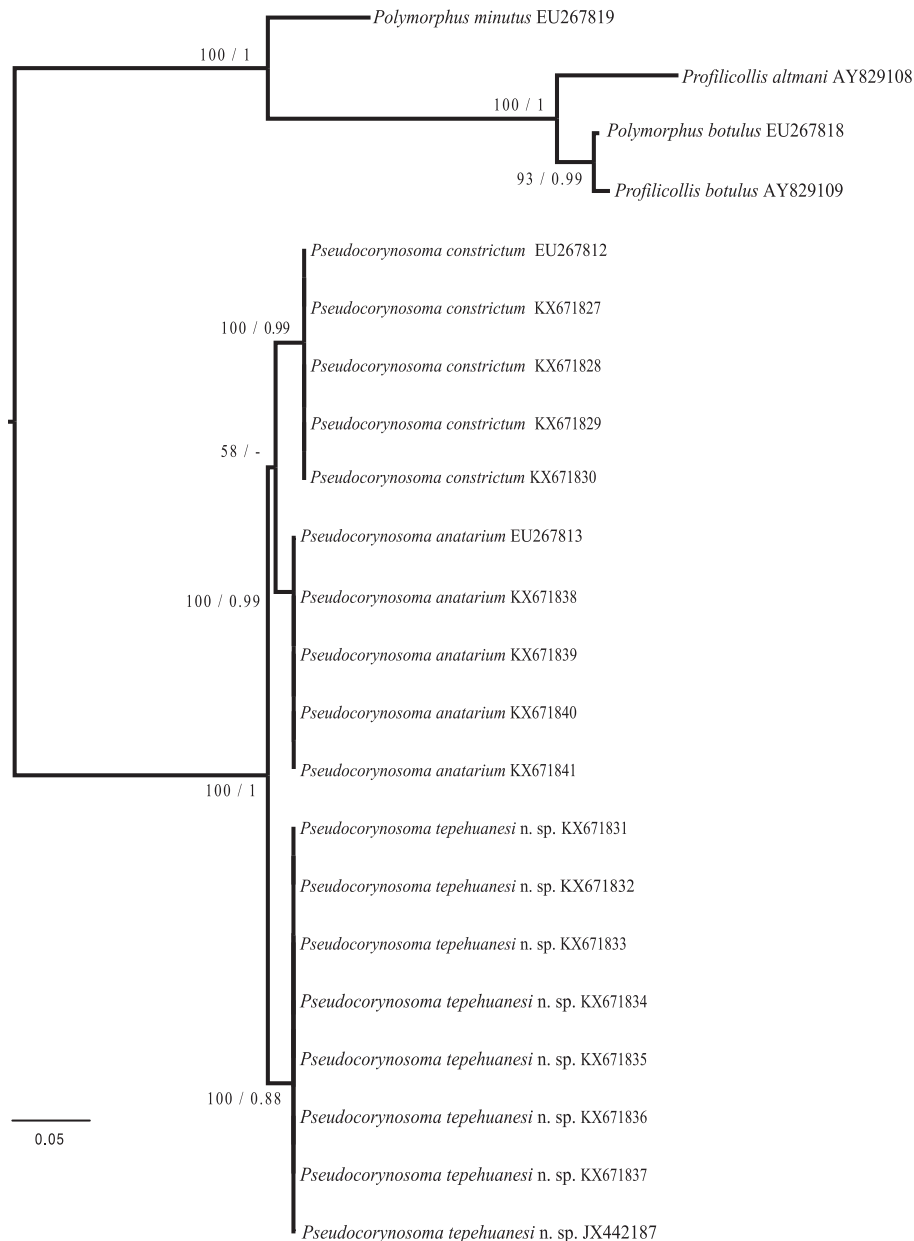 Polymorphus minutus EU267819
100 / 1
Profilicollis altmani AY829108
100 / 1
Polymorphus botulus EU267818
93 / 0.99
Profilicollis botulus AY829109
Pseudocorynosoma constrictum EU267812
Pseudocorynosoma constrictum KX671827
100 / 0.99
Pseudocorynosoma constrictum KX671828
Pseudocorynosoma constrictum KX671829
58 / -
Pseudocorynosoma constrictum KX671830
Pseudocorynosoma anatarium EU267813
Pseudocorynosoma anatarium KX671838
100 / 0.99
Pseudocorynosoma anatarium KX671839
Pseudocorynosoma anatarium KX671840
Pseudocorynosoma anatarium KX671841
100 / 1
Pseudocorynosoma tepehuanesi n. sp. KX671831
Pseudocorynosoma tepehuanesi n. sp. KX671832
Pseudocorynosoma tepehuanesi n. sp. KX671833
Pseudocorynosoma tepehuanesi n. sp. KX671834
Pseudocorynosoma tepehuanesi n. sp. KX671835
100 / 0.88
Pseudocorynosoma tepehuanesi n. sp. KX671836
0.05
Pseudocorynosoma tepehuanesi n. sp. KX671837
Pseudocorynosoma tepehuanesi n. sp. JX442187